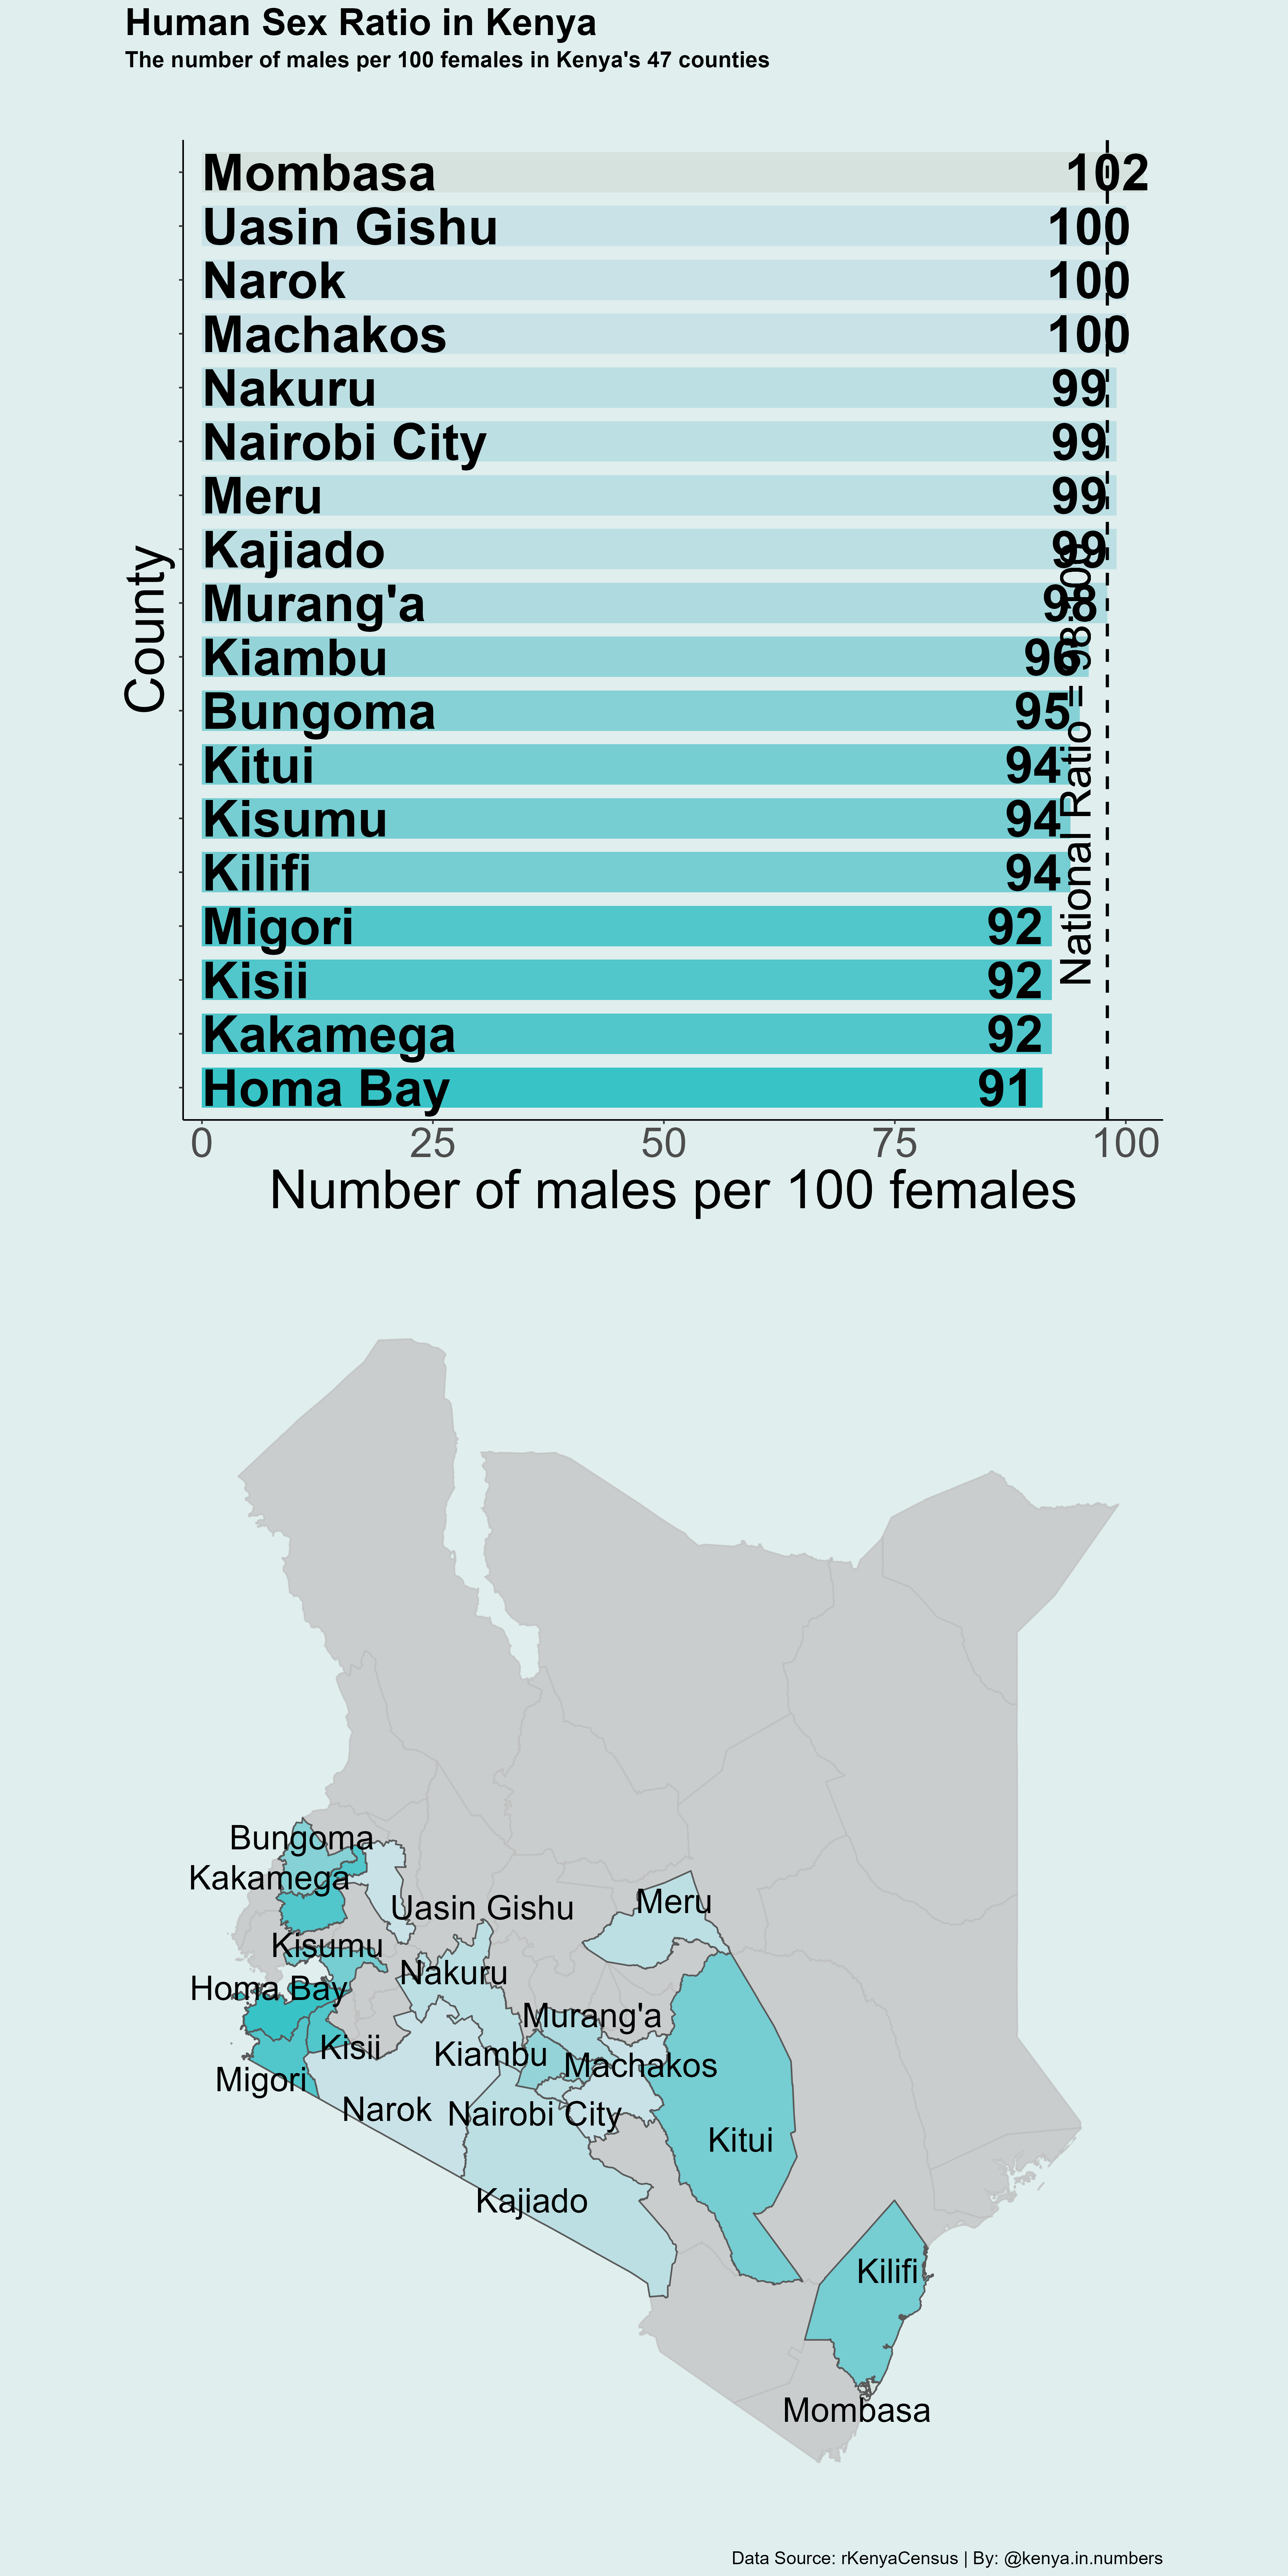 Human Sex Ratio in Kenya
The number of males per 100 females in Kenya's 47 counties
County
Mombasa 102
Uasin Gishu 100
Narok 100
Machakos 100
Nakuru 99
Nairobi City 99
Meru 99
Kajiado 99
Murang'a 98
Kiambu 96
Bungoma 95
Kitui 94
Kisumu 94
Kilifi 94
Migori 92
Kisii 92
Kakamega 92
Homa Bay 91
National Ratio = 98:100
0 25 50 75 100
Number of males per 100 females
Bungoma
Kakamega
Uasin Gishu
Meru
Kisumu
Nakuru
Homa Bay
Murang'a
Kisii
Kiambu
Machakos
Migori
Narok
Nairobi City
Kitui
Kajiado
Kilifi
Mombasa
Data Source: rKenyaCensus | By: @kenya.in.numbers